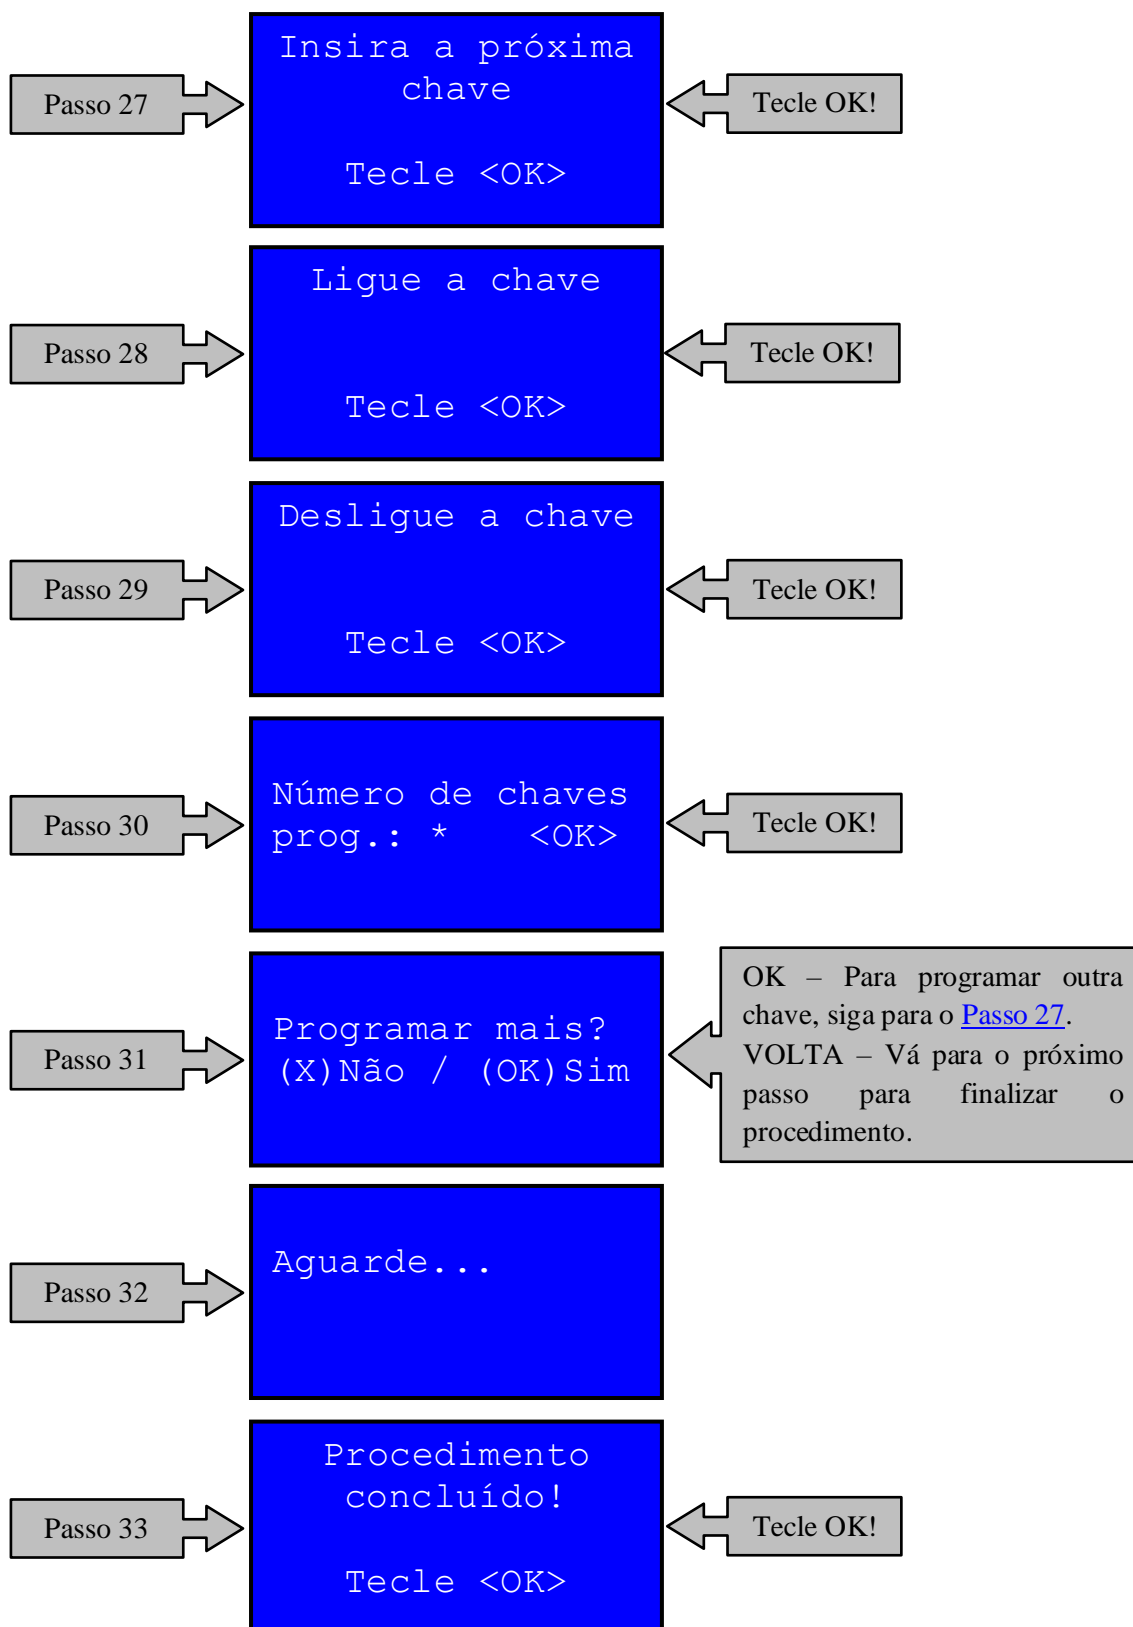 Passo 27
Insira a próxima
chave
Tecle <OK>
Tecle OK!
Passo 28
Ligue a chave
Tecle <OK>
Tecle OK!
Passo 29
Desligue a chave
Tecle <OK>
Tecle OK!
Passo 30
Número de chaves
prog.: * <OK>
Tecle OK!
Passo 31
Programar mais?
(X)Não / (OK)Sim
OK – Para programar outra
chave, siga para o Passo 27.
VOLTA – Vá para o próximo
passo para finalizar o
procedimento.
Passo 32
Aguarde...
Passo 33
Procedimento
concluído!
Tecle <OK>
Tecle OK!